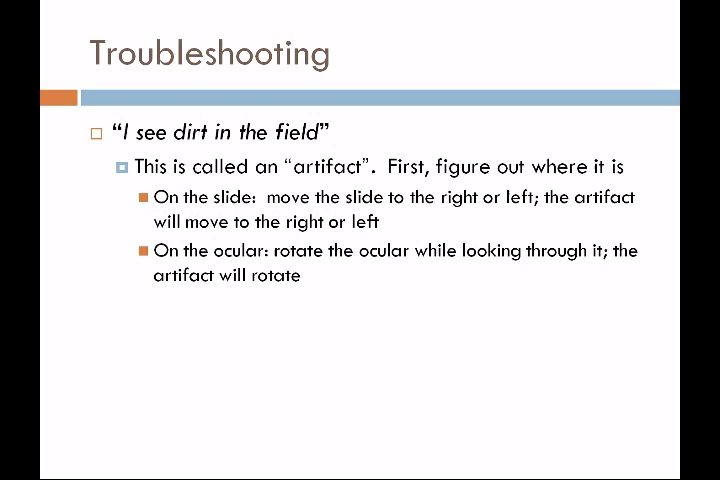 Troubleshooting
“I see dirt in the field”
This is called an “artifact”. First, figure out where it is
On the slide: move the slide to the right or left; the artifact
will move to the right or left
On the ocular: rotate the ocular while looking through it; the
artifact will rotate